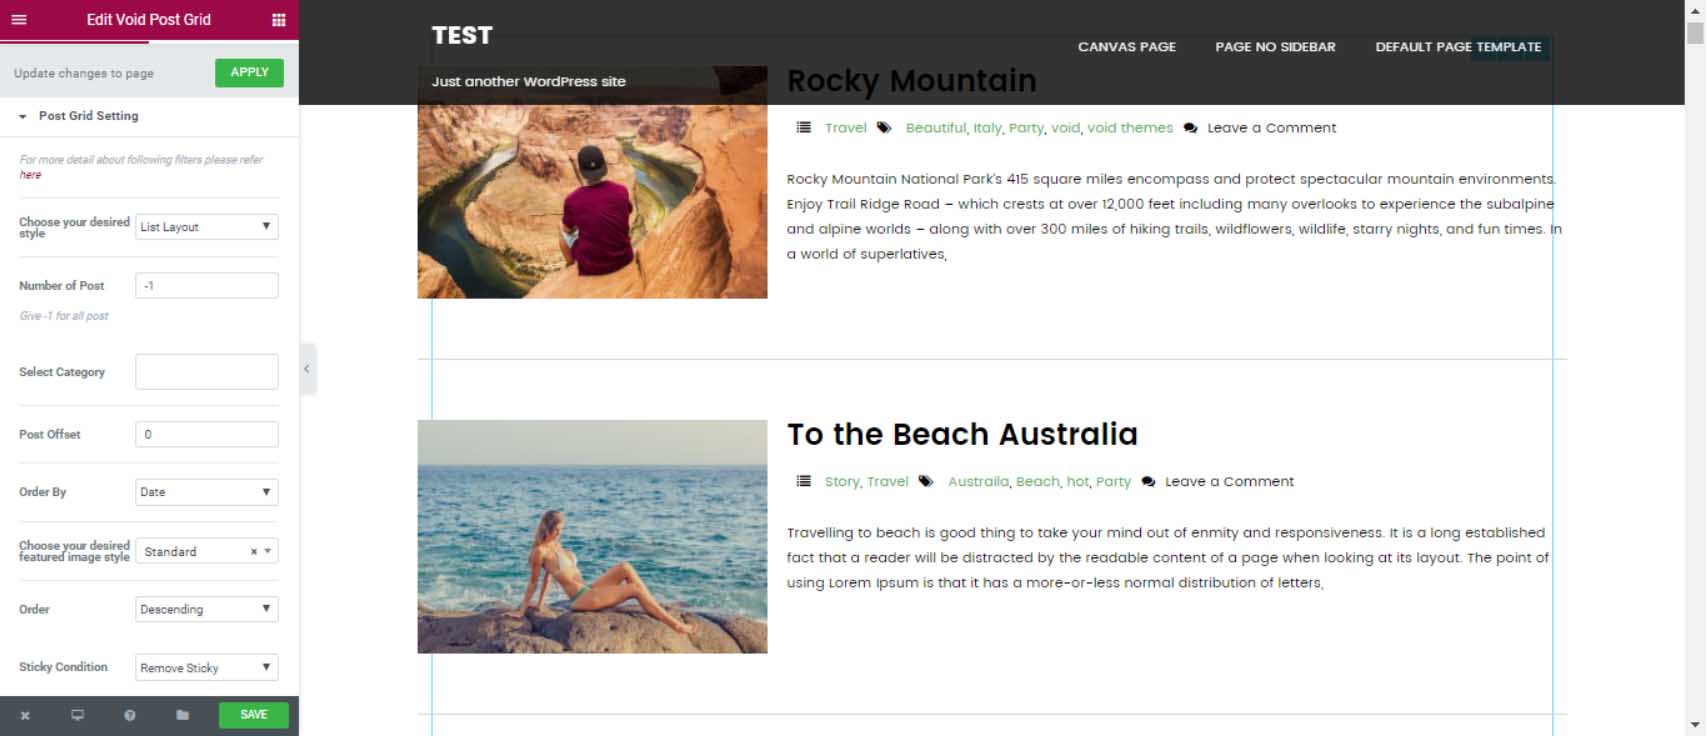 Edit Void Post Grid
Update changes to page
APPLY
Post Grid Setting
For more detail about following filters please refer
here
Choose your desired
style
List Layout
Number of Post
-1
Give -1 for all post
Select Category
Post Offset
0
Order By
Date
Choose your desired
featured image style
Standard
Order
Descending
Sticky Condition
Remove Sticky
SAVE
TEST
Just another WordPress site
CANVAS PAGE
PAGE NO SIDEBAR
DEFAULT PAGE TEMPLATE
Rocky Mountain
Travel Beautiful, Italy, Party, void, void themes Leave a Comment
Rocky Mountain National Park's 415 square miles encompass and protect spectacular mountain environments.
Enjoy Trail Ridge Road – which crests at over 12,000 feet including many overlooks to experience the subalpine
and alpine worlds – along with over 300 miles of hiking trails, wildflowers, wildlife, starry nights, and fun times. In
a world of superlatives,
To the Beach Australia
Story, Travel Austraila, Beach, hot, Party Leave a Comment
Travelling to beach is good thing to take your mind out of enmity and responsiveness. It is a long established
fact that a reader will be distracted by the readable content of a page when looking at its layout. The point of
using Lorem Ipsum is that it has a more-or-less normal distribution of letters,